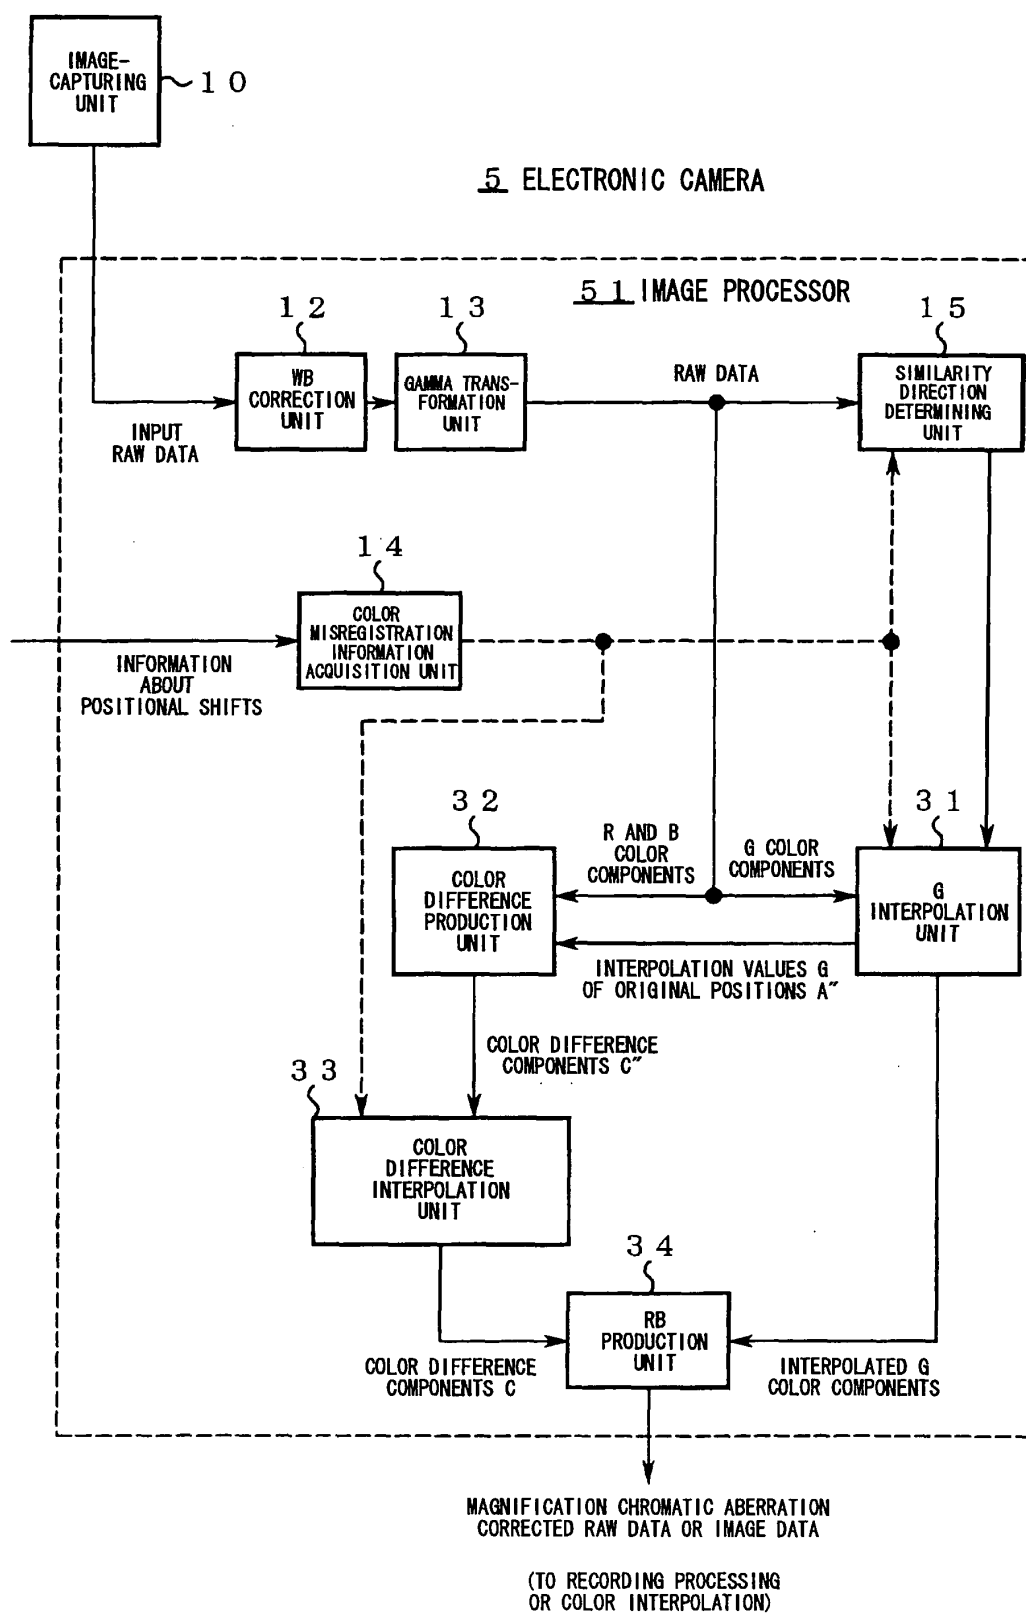 IMAGE-
CAPTURING
UNIT
10
5 ELECTRONIC CAMERA
51 IMAGE PROCESSOR
12
13
15
WB
CORRECTION
UNIT
GAMMA TRANS-
FORMATION
UNIT
RAW DATA
SIMILARITY
DIRECTION
DETERMINING
UNIT
INPUT
RAW DATA
14
COLOR
MISREGISTRATION
INFORMATION
ACQUISITION UNIT
INFORMATION
ABOUT
POSITIONAL SHIFTS
32
31
R AND B
COLOR
COMPONENTS
G COLOR
COMPONENTS
COLOR
DIFFERENCE
PRODUCTION
UNIT
G
INTERPOLATION
UNIT
INTERPOLATION VALUES G
OF ORIGINAL POSITIONS A"
COLOR DIFFERENCE
COMPONENTS C"
33
COLOR
DIFFERENCE
INTERPOLATION
UNIT
34
RB
PRODUCTION
UNIT
COLOR DIFFERENCE
COMPONENTS C
INTERPOLATED G
COLOR COMPONENTS
MAGNIFICATION CHROMATIC ABERRATION
CORRECTED RAW DATA OR IMAGE DATA
(TO RECORDING PROCESSING
OR COLOR INTERPOLATION)